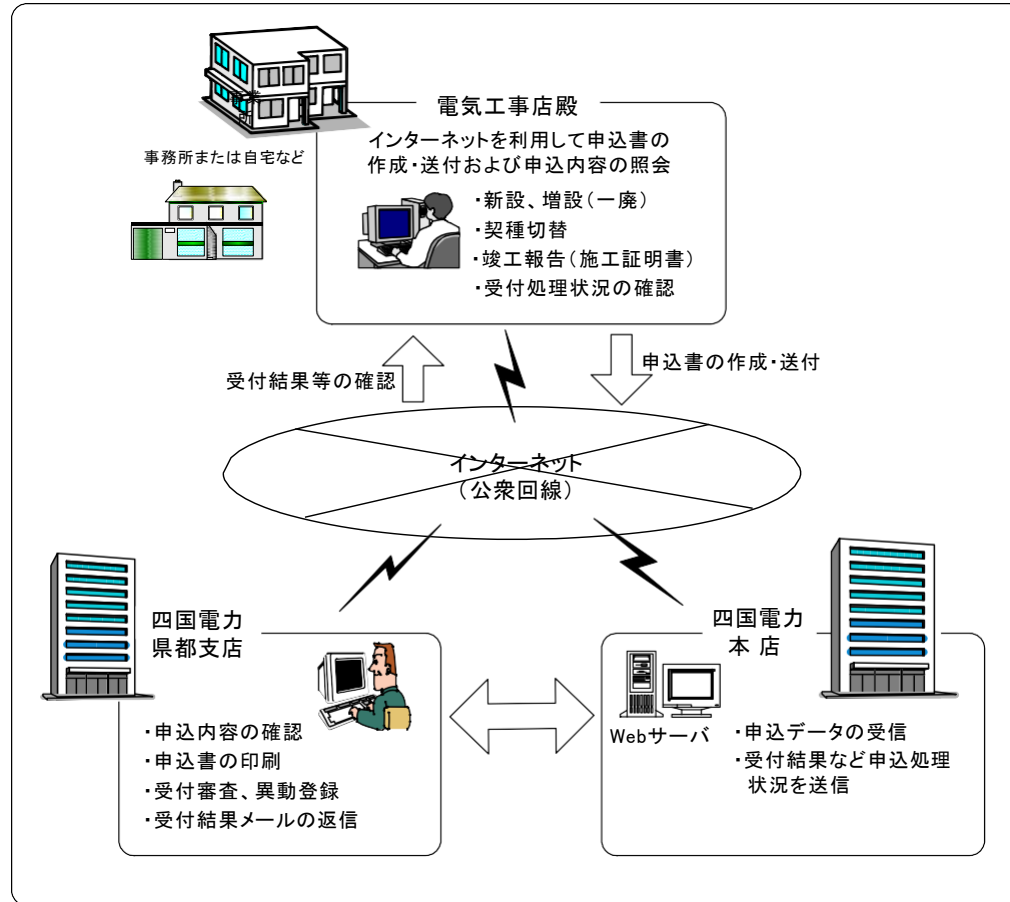 電気工事店殿
インターネットを利用して申込書の
作成・送付および申込内容の照会
事務所または自宅など
・新設、増設(一廃)
・契種切替
・竣工報告(施工証明書)
・受付処理状況の確認
受付結果等の確認
申込書の作成・送付
インターネット
(公衆回線)
四国電力
県都支店
・申込内容の確認
・申込書の印刷
・受付審査、異動登録
・受付結果メールの返信
四国電力
本 店
Webサーバ
・申込データの受信
・受付結果など申込処理
状況を送信